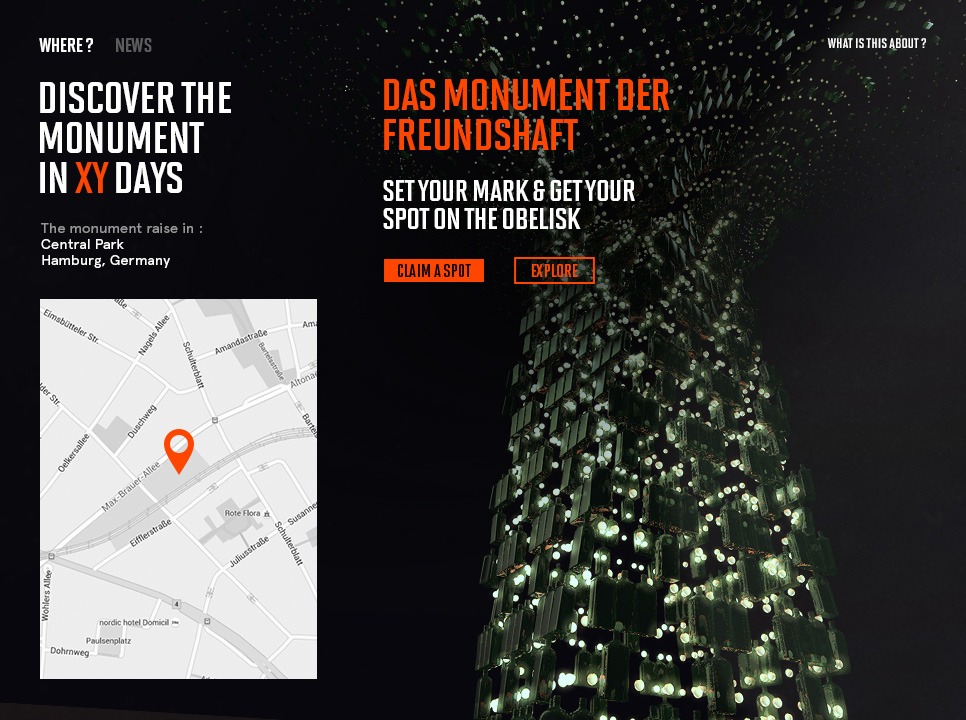 WHERE ?
NEWS
WHAT IS THIS ABOUT ?
DISCOVER THE
MONUMENT
IN XY DAYS
The monument raise in :
Central Park
Hamburg, Germany
DAS MONUMENT DER
FREUNDSHAFT
SET YOUR MARK & GET YOUR
SPOT ON THE OBELISK
CLAIM A SPOT
EXPLORE
Eimsbütteler Str.
Nagels Allee
Schulterblatt
Amandastraße
Bartelsstraße
Duschweg
Oelkersallee
Max-Brauer-Allee
Eifflerstraße
Rote Flora
Juliusstraße
Schulterblatt
Wohlers Allee
4
nordic hotel Domicil
Paulsenplatz
Dohrnweg